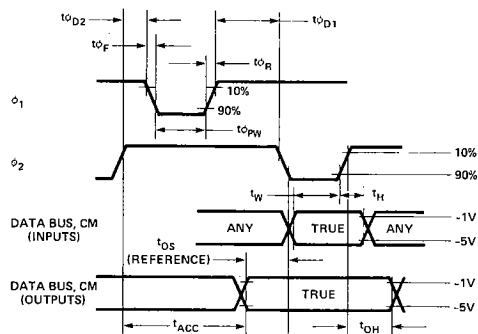 tϕD2
tϕD1
tϕF
tϕR
10%
90%
ϕ1
tϕPW
ϕ2
10%
90%
tW
tH
DATA BUS, CM
(INPUTS)
ANY
TRUE
ANY
-1V
-5V
tOS
(REFERENCE)
DATA BUS, CM
(OUTPUTS)
TRUE
-1V
-5V
tACC
tOH